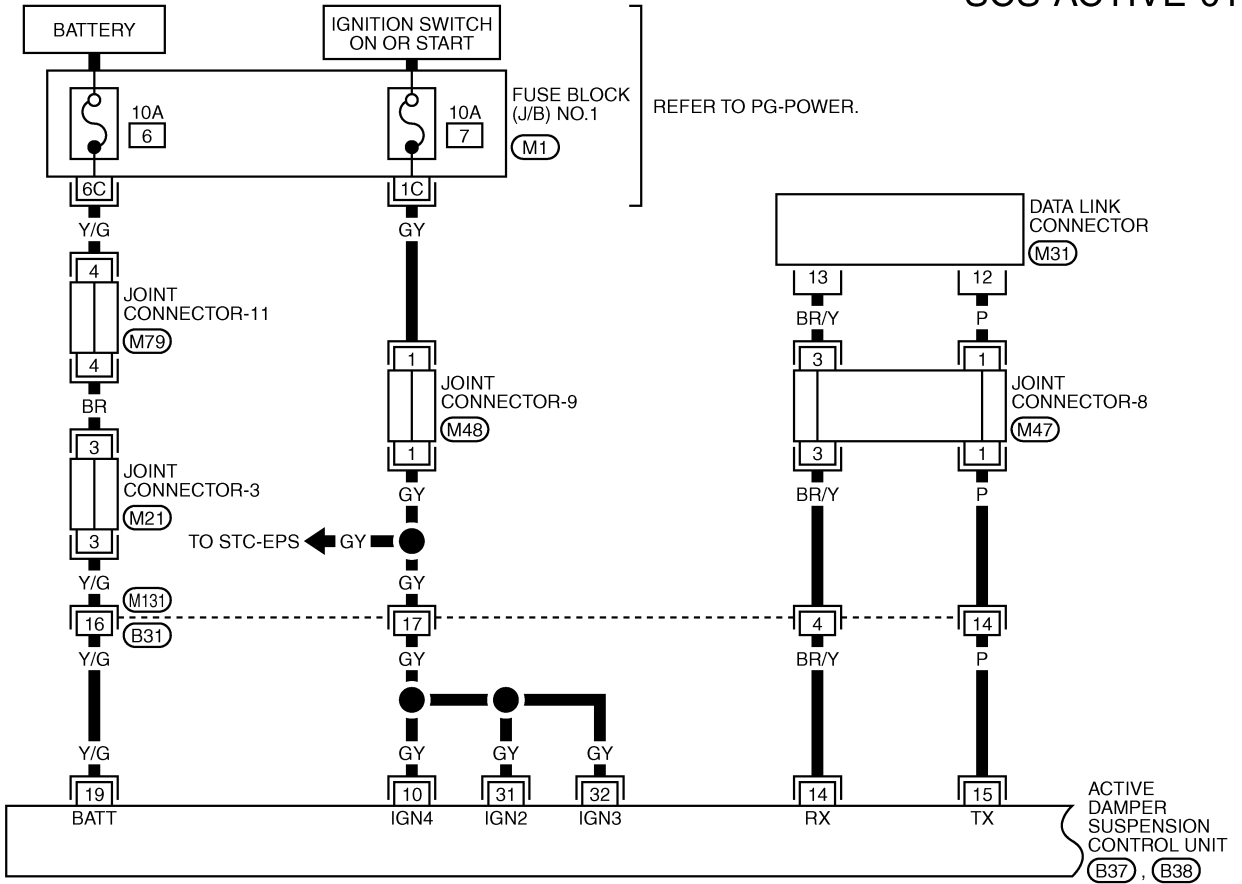 BATTERY
IGNITION SWITCH
ON OR START
10A
6
10A
7
FUSE BLOCK
(J/B) NO.1
M1
REFER TO PG-POWER.
6C
1C
Y/G
GY
DATA LINK
CONNECTOR
M31
13
12
BR/Y
P
4
JOINT
CONNECTOR-11
M79
4
BR
1
JOINT
CONNECTOR-9
M48
1
GY
3
1
JOINT
CONNECTOR-8
M47
3
1
BR/Y
P
3
JOINT
CONNECTOR-3
M21
3
TO STC-EPS
GY
Y/G
GY
M131
16
17
4
14
B31
Y/G
GY
BR/Y
P
Y/G
GY
GY
GY
19
10
31
32
14
15
BATT
IGN4
IGN2
IGN3
RX
TX
ACTIVE
DAMPER
SUSPENSION
CONTROL UNIT
B37 , B38